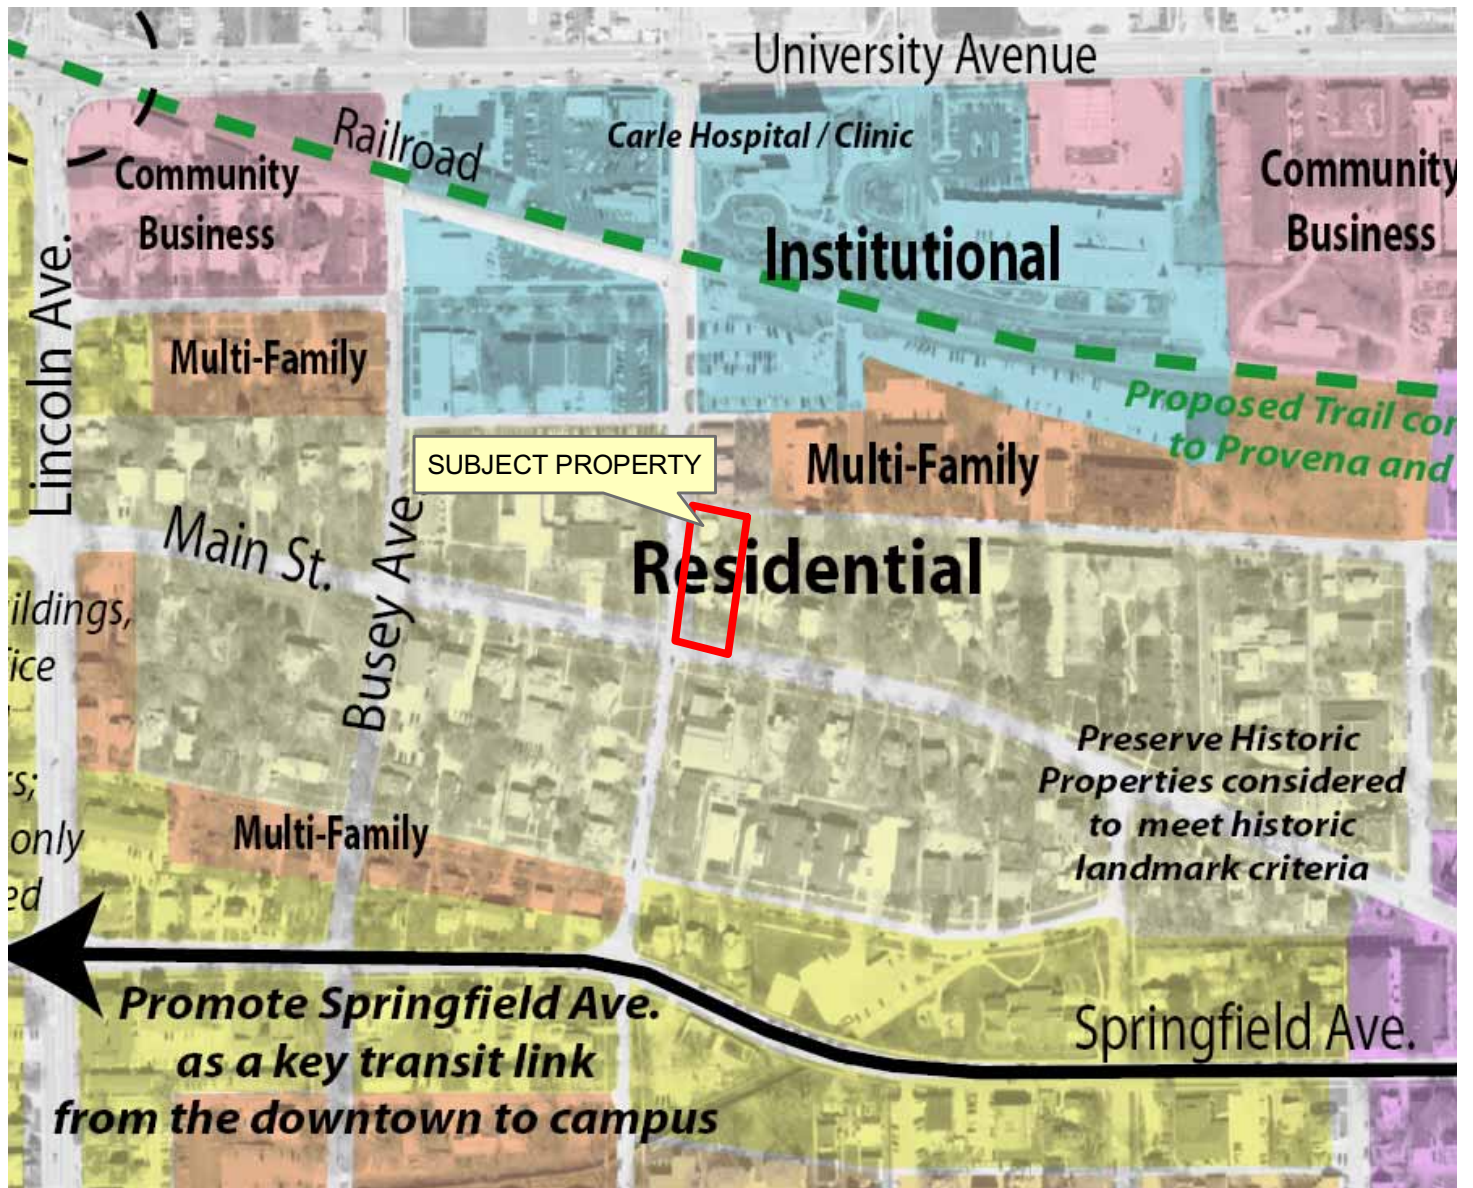 University Avenue
Railroad
Carle Hospital / Clinic
Community
Business
Community
Business
Institutional
Lincoln Ave.
Multi-Family
Proposed Trail con
to Provena and
SUBJECT PROPERTY
Multi-Family
Busey Ave
Main St.
Residential
ildings,
ice
s;
only
ed
Preserve Historic
Properties considered
to meet historic
landmark criteria
Multi-Family
Promote Springfield Ave.
as a key transit link
from the downtown to campus
Springfield Ave.